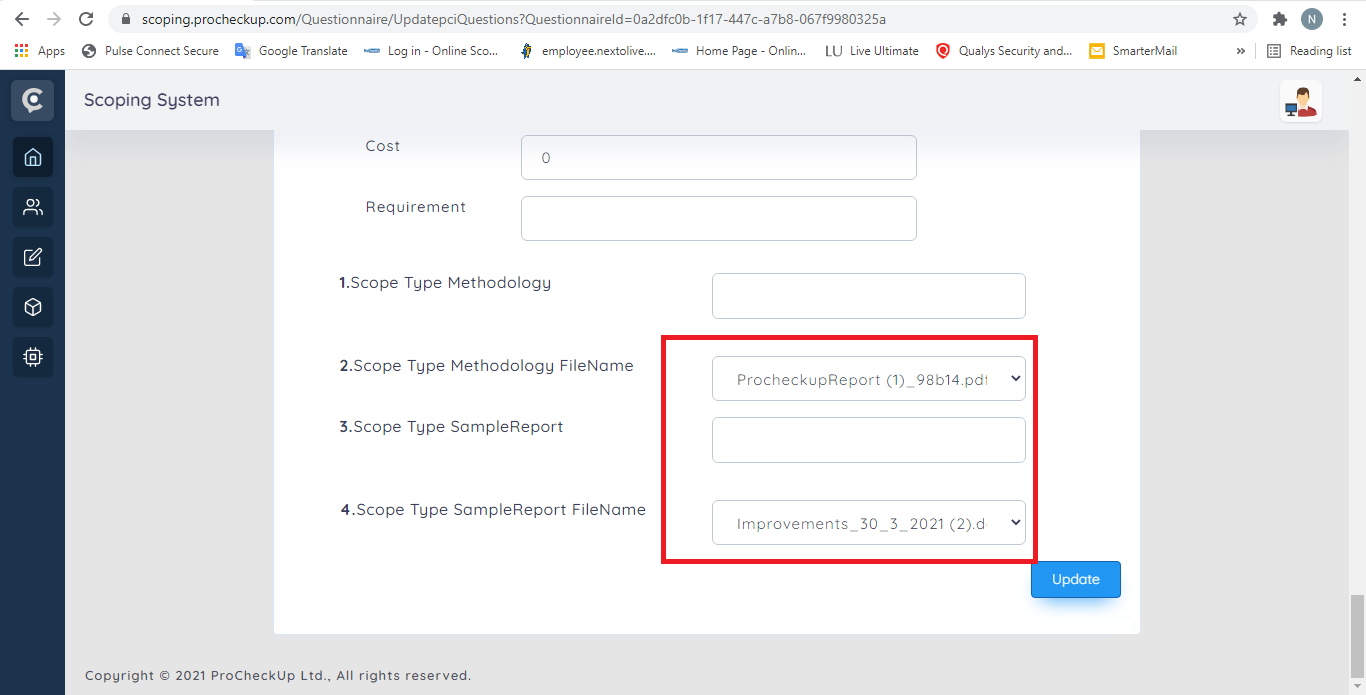 scoping.procheckup.com/Questionnaire/UpdatepciQuestions?QuestionnaireId=0a2dfc0b-1f17-447c-a7b8-067f9980325a
N
Apps Pulse Connect Secure Google Translate Log in - Online Sco... employee.nextolive.... Home Page - Onlin... LU Live Ultimate Qualys Security and... SmarterMail » Reading list
Scoping System
Cost
0
Requirement
1.Scope Type Methodology
2.Scope Type Methodology FileName
ProcheckupReport (1)_98b14.pdf
3.Scope Type SampleReport
4.Scope Type SampleReport FileName
Improvements_30_3_2021 (2).d
Update
Copyright © 2021 ProCheckUp Ltd., All rights reserved.